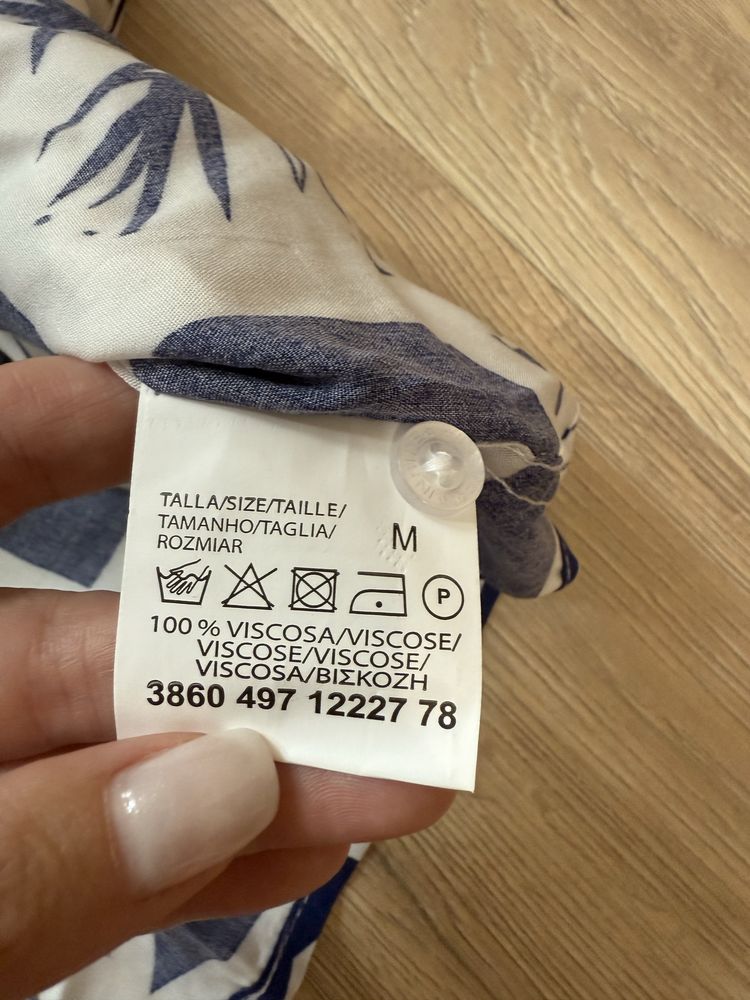 TALLA/SIZE/TAILLE/
TAMANHO/TAGLIA/
ROZMIAR M
P
100 % VISCOSA/VISCOSE/
VISCOSE/VISCOSE/
VISCOSA/ΒΙΣΚΟΖΗ
3860 497 12227 78